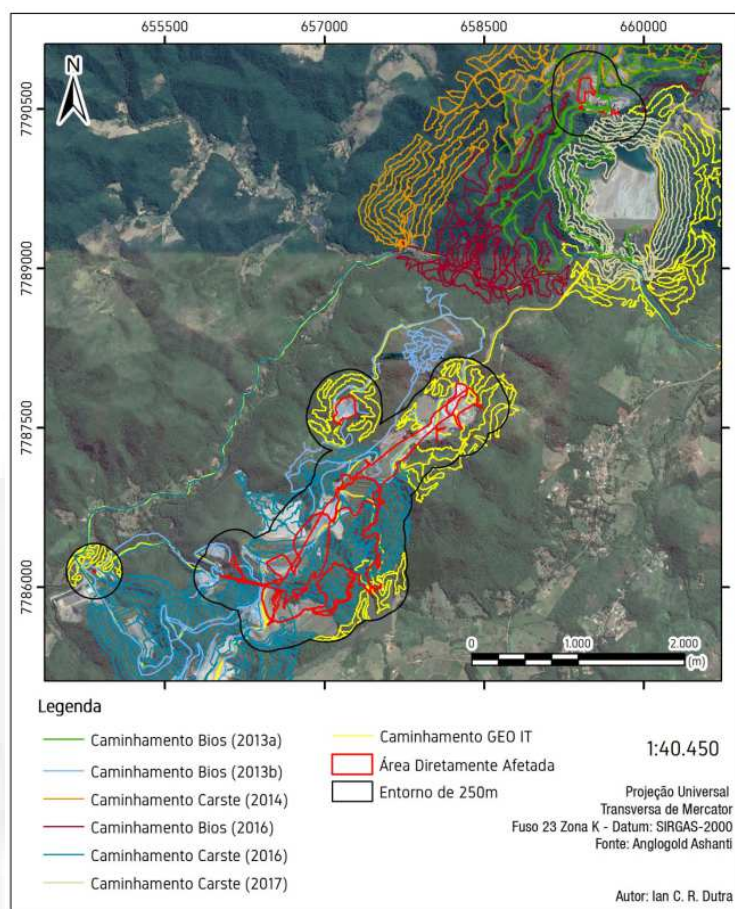 655500 657000 658500 660000
N
7790500
7789000
7787500
7786000
0 1.000 2.000
(m)
Legenda
Caminhamento Bios (2013a)
Caminhamento Bios (2013b)
Caminhamento Carste (2014)
Caminhamento Bios (2016)
Caminhamento Carste (2016)
Caminhamento Carste (2017)
Caminhamento GEO IT
Área Diretamente Afetada
Entorno de 250m
1:40.450
Projeção Universal
Transversa de Mercator
Fuso 23 Zona K - Datum: SIRGAS-2000
Fonte: Anglogold Ashanti
Autor: Ian C. R. Dutra